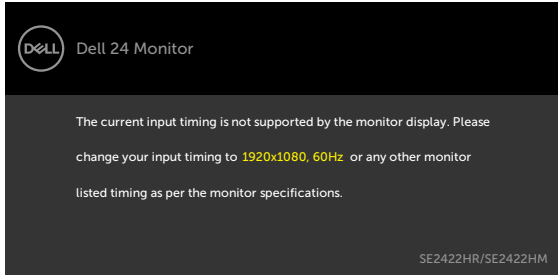 DELL
Dell 24 Monitor
The current input timing is not supported by the monitor display. Please
change your input timing to 1920x1080, 60Hz or any other monitor
listed timing as per the monitor specifications.
SE2422HR/SE2422HM